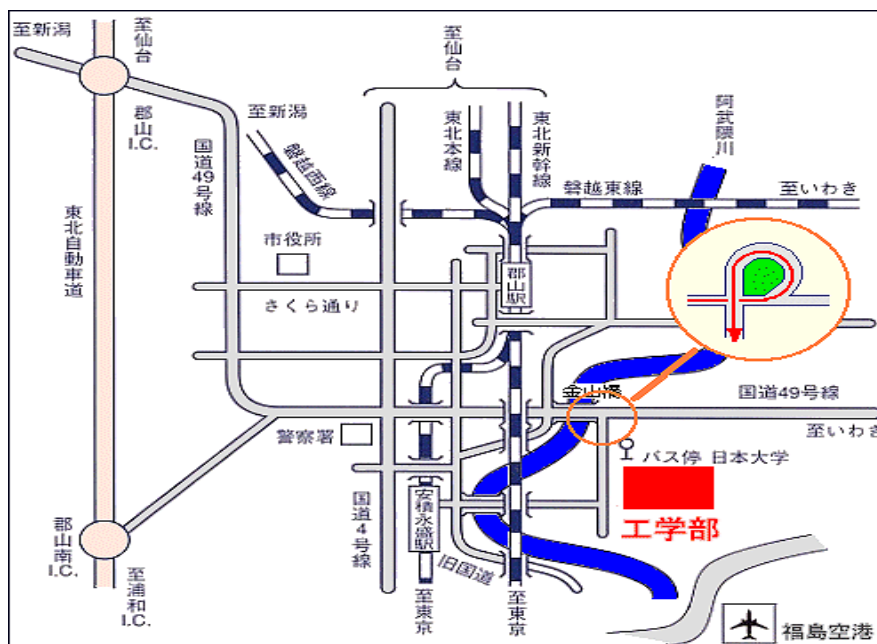 至新潟
至仙台
郡山I.C.
国道49号線
東北自動車道
至新潟
磐越西線
至仙台
東北本線
東北新幹線
磐越東線
至いわき
阿武隈川
市役所
郡山駅
さくら通り
金山橋
国道49号線
至いわき
警察署
バス停 日本大学
工学部
国道4号線
安積永盛駅
旧国道
郡山南I.C.
至浦和I.C.
至東京
至東京
福島空港